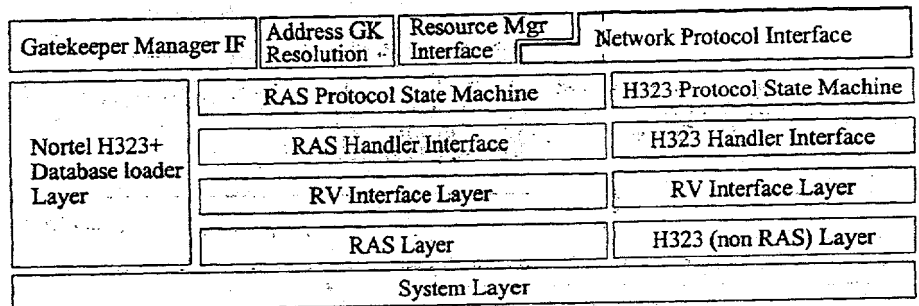 Gatekeeper Manager IF
Address GK
Resolution
Resource Mgr
Interface
Network Protocol Interface
Nortel H323+
Database loader
Layer
RAS Protocol State Machine
H323 Protocol State Machine
RAS Handler Interface
H323 Handler Interface
RV Interface Layer
RV Interface Layer
RAS Layer
H323 (non RAS) Layer
System Layer